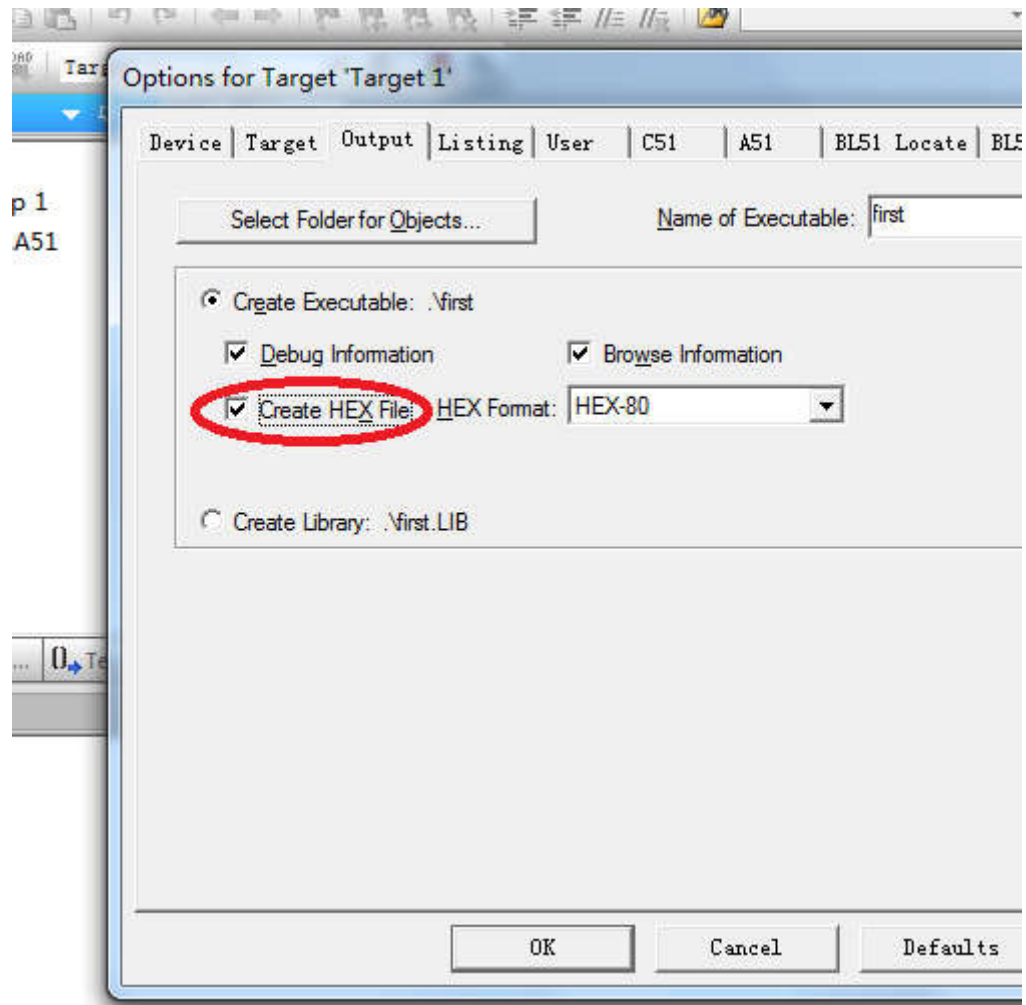 Options for Target 'Target 1'
Device Target Output Listing User C51 A51 BL51 Locate
p 1
A51
Select Folder for Objects...
Name of Executable: first
Create Executable: .\first
Debug Information
Browse Information
Create HEX File
HEX Format: HEX-80
Create Library: .\first.LIB
OK
Cancel
Defaults